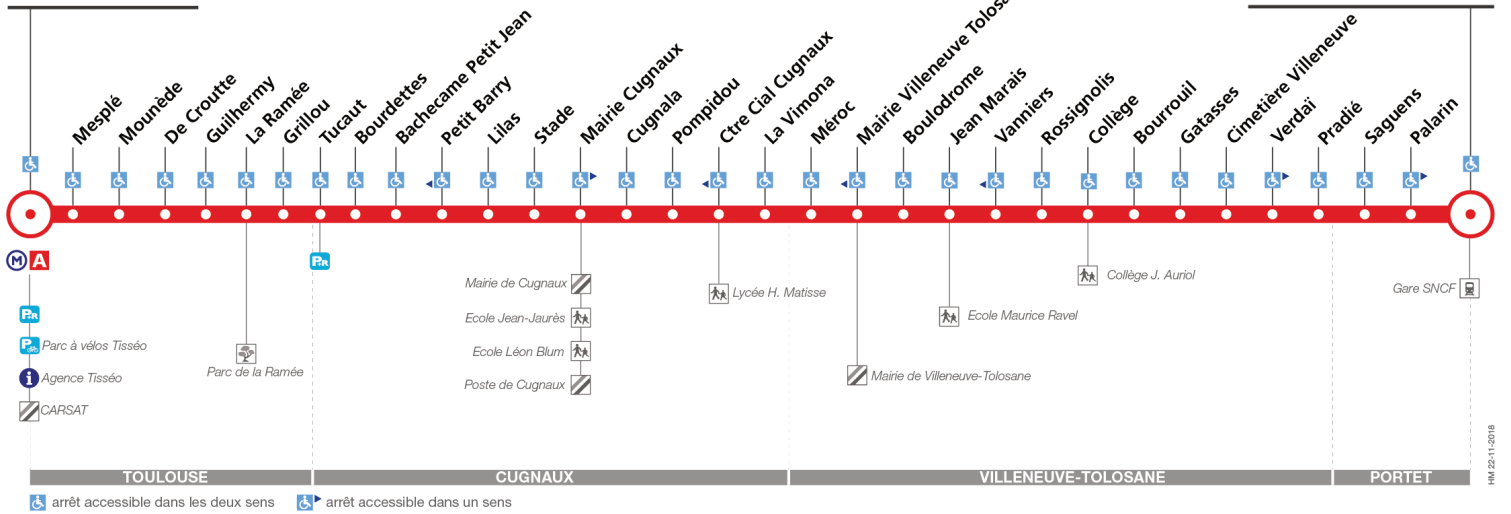 Mesplé
Mounède
De Croutte
Guilhermy
La Ramée
Grillou
Tucaut
Bourdettes
Bachecame Petit Jean
Petit Barry
Lilas
Stade
Mairie Cugnaux
Cugnala
Pompidou
Ctre Cial Cugnaux
La Vimona
Méroc
Mairie Villeneuve
Boulodrome
Jean Marais
Vanniers
Rossignolis
Collège
Bourrouil
Gatasses
Cimetière Villeneuve
Verdaï
Pradié
Saguens
Palarin
M A
P+R
P+R
Parc à vélos Tisséo
Agence Tisséo
CARSAT
Parc de la Ramée
Mairie de Cugnaux
Ecole Jean-Jaurès
Ecole Léon Blum
Poste de Cugnaux
Lycée H. Matisse
Mairie de Villeneuve-Tolosane
Ecole Maurice Ravel
Collège J. Auriol
Gare SNCF
TOULOUSE
CUGNAUX
VILLENEUVE-TOLOSANE
PORTET
arrêt accessible dans les deux sens
arrêt accessible dans un sens
HM 22-11-2018